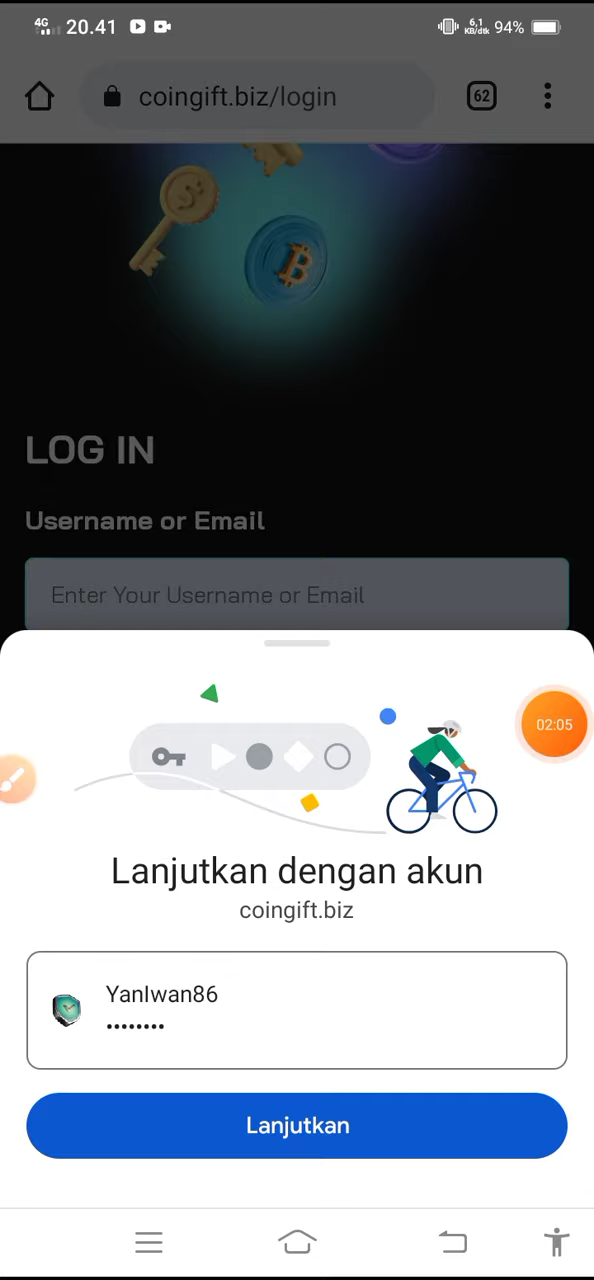 4G 20.41 6,1 KB/dtk 94%
coingift.biz/login 62
LOG IN
Username or Email
Enter Your Username or Email
02:05
Lanjutkan dengan akun
coingift.biz
YanIwan86
••••••••
Lanjutkan